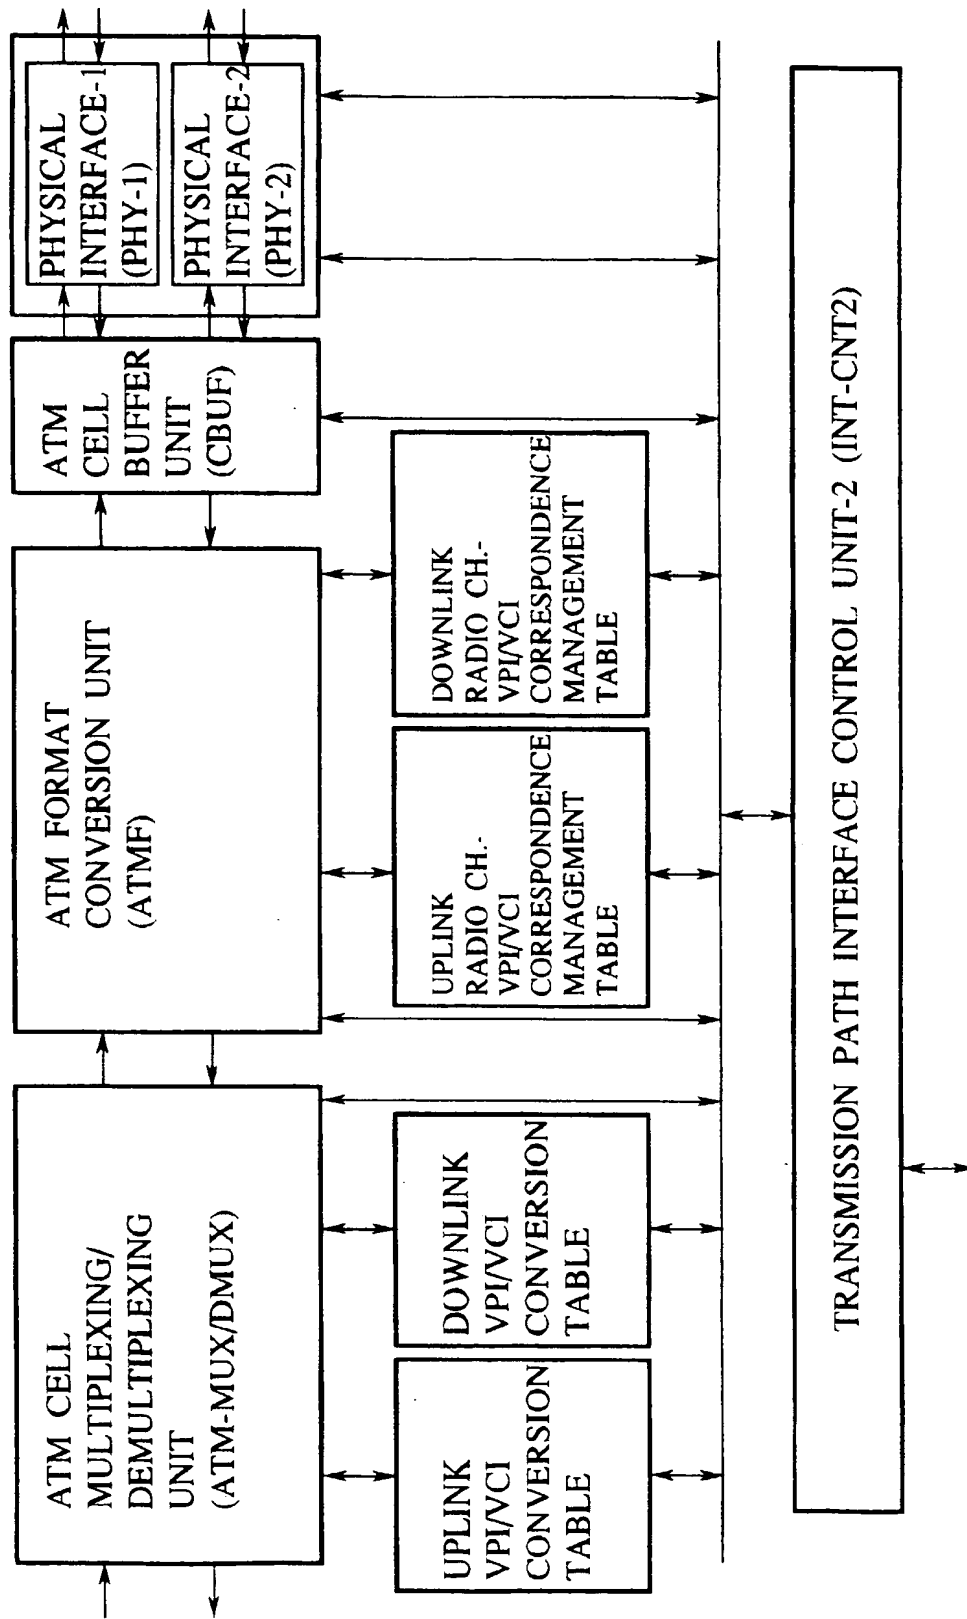 ATM CELL
MULTIPLEXING/
DEMULTIPLEXING
UNIT
(ATM-MUX/DMUX)
ATM FORMAT
CONVERSION UNIT
(ATMF)
ATM
CELL
BUFFER
UNIT
(CBUF)
PHYSICAL
INTERFACE-1
(PHY-1)
PHYSICAL
INTERFACE-2
(PHY-2)
UPLINK
VPI/VCI
CONVERSION
TABLE
DOWNLINK
VPI/VCI
CONVERSION
TABLE
UPLINK
RADIO CH.-
VPI/VCI
CORRESPONDENCE
MANAGEMENT
TABLE
DOWNLINK
RADIO CH.-
VPI/VCI
CORRESPONDENCE
MANAGEMENT
TABLE
TRANSMISSION PATH INTERFACE CONTROL UNIT-2 (INT-CNT2)